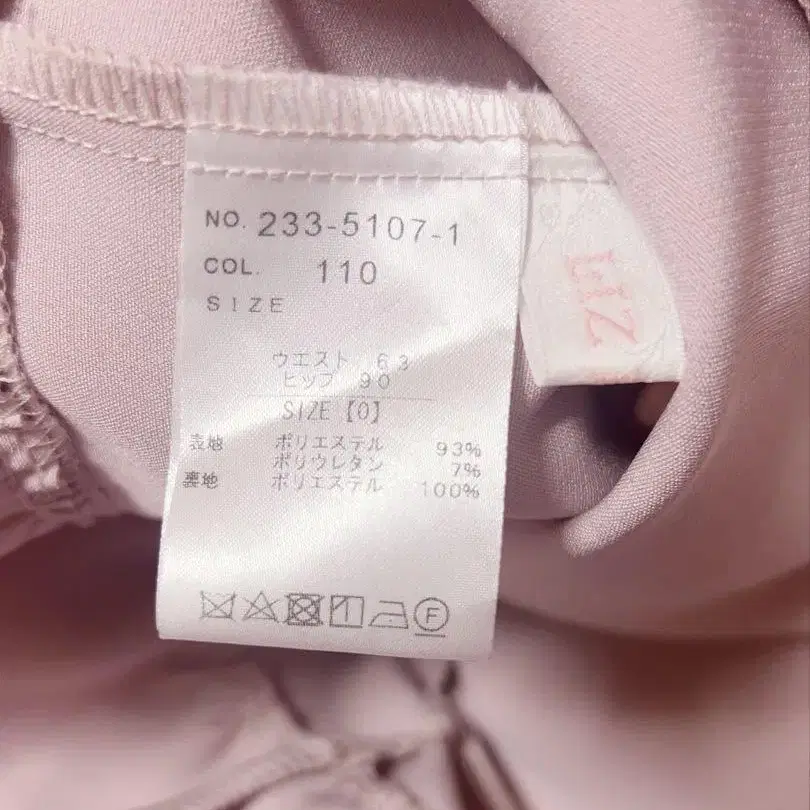 NO. 233-5107-1
COL. 110
SIZE
ウエスト 63
ヒップ 90
SIZE【0】
表地 ポリエステル 93%
ポリウレタン 7%
裏地 ポリエステル 100%
F
LIZ